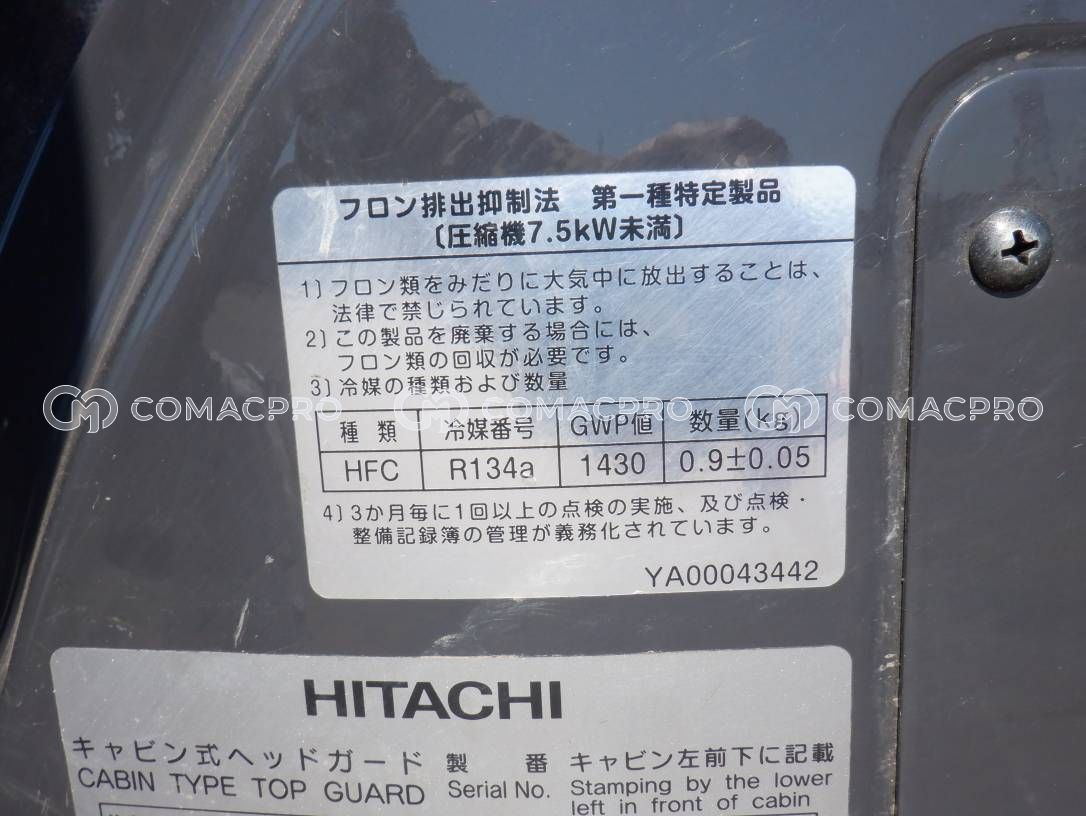 フロン排出抑制法 第一種特定製品
〔圧縮機7.5kW未満〕
1)フロン類をみだりに大気中に放出することは、
法律で禁じられています。
2)この製品を廃棄する場合には、
フロン類の回収が必要です。
3)冷媒の種類および数量
COMACPRO COMACPRO COMACPRO
種類 冷媒番号 GWP値 数量(kg)
HFC R134a 1430 0.9±0.05
4)3か月毎に1回以上の点検の実施、及び点検・
整備記録簿の管理が義務化されています。
YA00043442
HITACHI
キャビン式ヘッドガード 製番 キャビン左前下に記載
CABIN TYPE TOP GUARD Serial No. Stamping by the lower
left in front of cabin